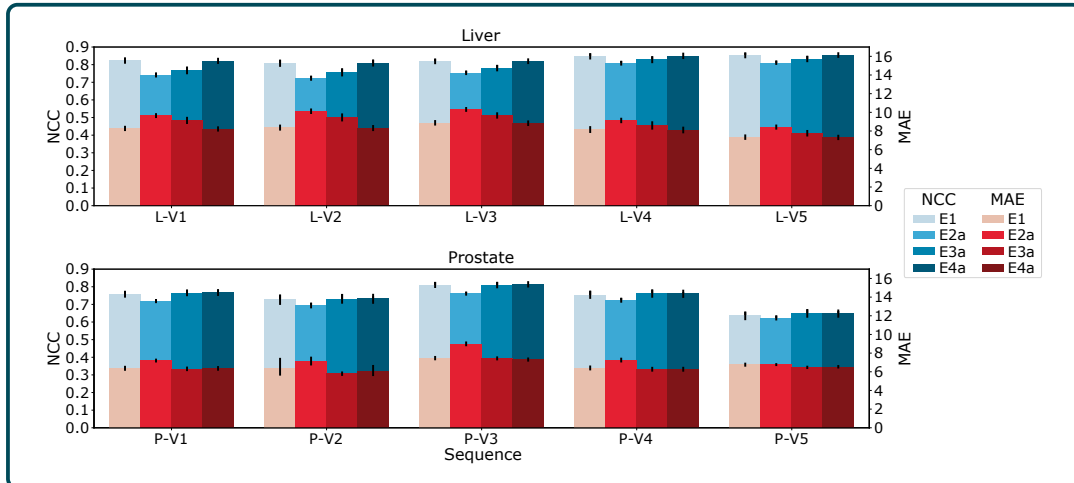 Liver
NCC
0.9
0.8
0.7
0.6
0.5
0.4
0.3
0.2
0.1
0.0
16
14
12
10
8
6
4
2
0
MAE
L-V1 L-V2 L-V3 L-V4 L-V5
NCC MAE
E1 E1
E2a E2a
E3a E3a
E4a E4a
Prostate
NCC
0.9
0.8
0.7
0.6
0.5
0.4
0.3
0.2
0.1
0.0
16
14
12
10
8
6
4
2
0
MAE
P-V1 P-V2 P-V3 P-V4 P-V5
Sequence